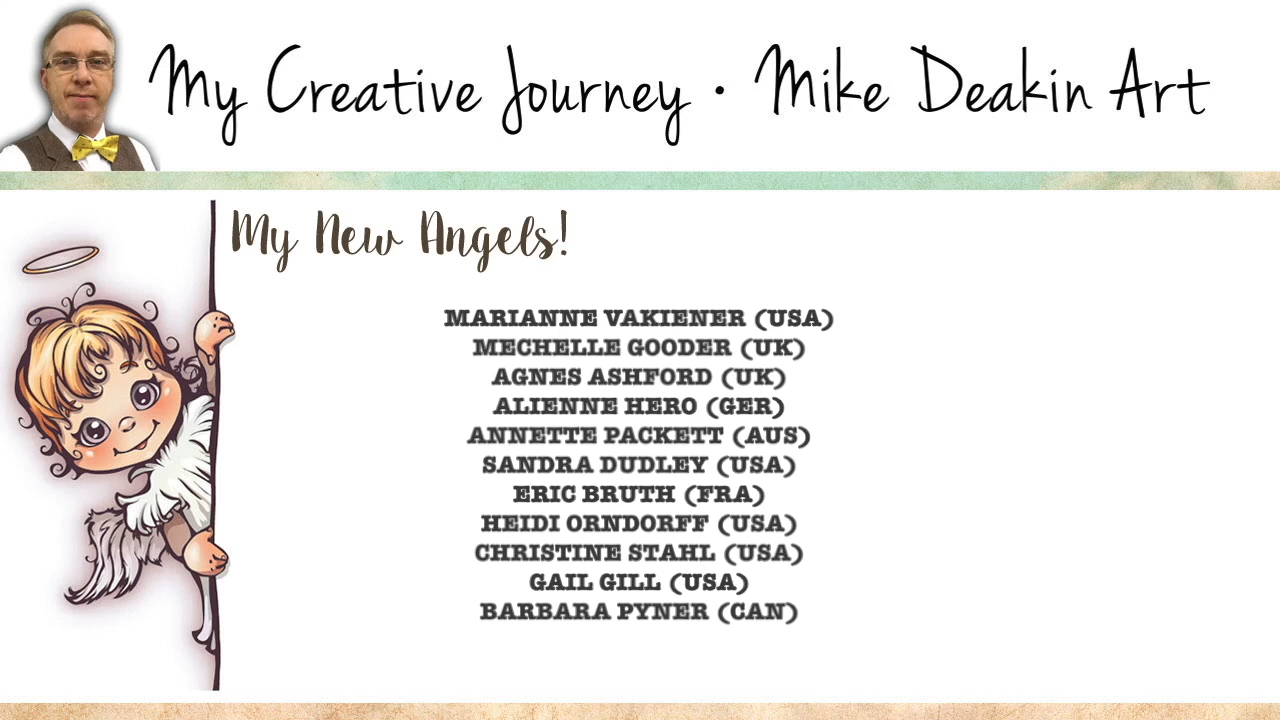 My Creative Journey • Mike Deakin Art
My New Angels!
MARIANNE VAKIENER (USA)
MECHELLE GOODER (UK)
AGNES ASHFORD (UK)
ALIENNE HERO (GER)
ANNETTE PACKETT (AUS)
SANDRA DUDLEY (USA)
ERIC BRUTH (FRA)
HEIDI ORNDORFF (USA)
CHRISTINE STAHL (USA)
GAIL GILL (USA)
BARBARA PYNER (CAN)